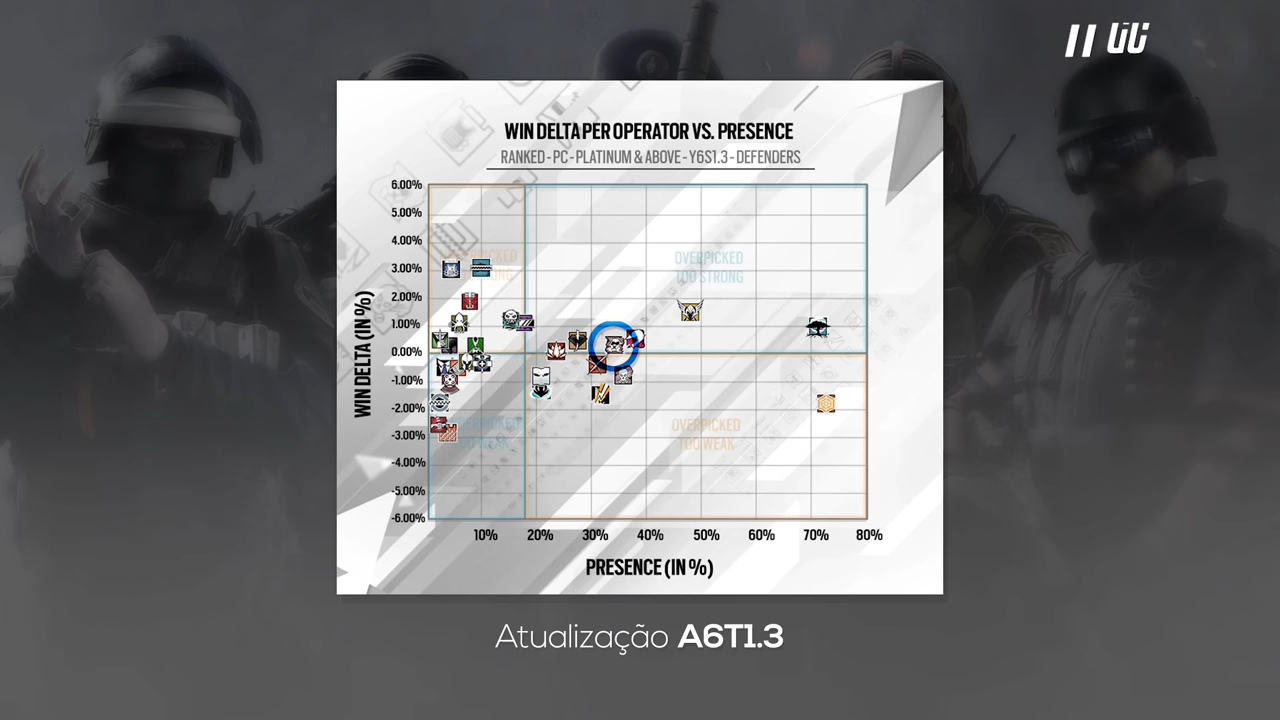 WIN DELTA PER OPERATOR VS. PRESENCE
RANKED - PC - PLATINUM & ABOVE - Y6S1.3 - DEFENDERS
6.00%
5.00%
4.00%
3.00%
2.00%
1.00%
0.00%
-1.00%
-2.00%
-3.00%
-4.00%
-5.00%
-6.00%
WIN DELTA (IN %)
OVERPICKED
TOO STRONG
OVERPICKED
TOO WEAK
10% 20% 30% 40% 50% 60% 70% 80%
PRESENCE (IN %)
Atualização A6T1.3